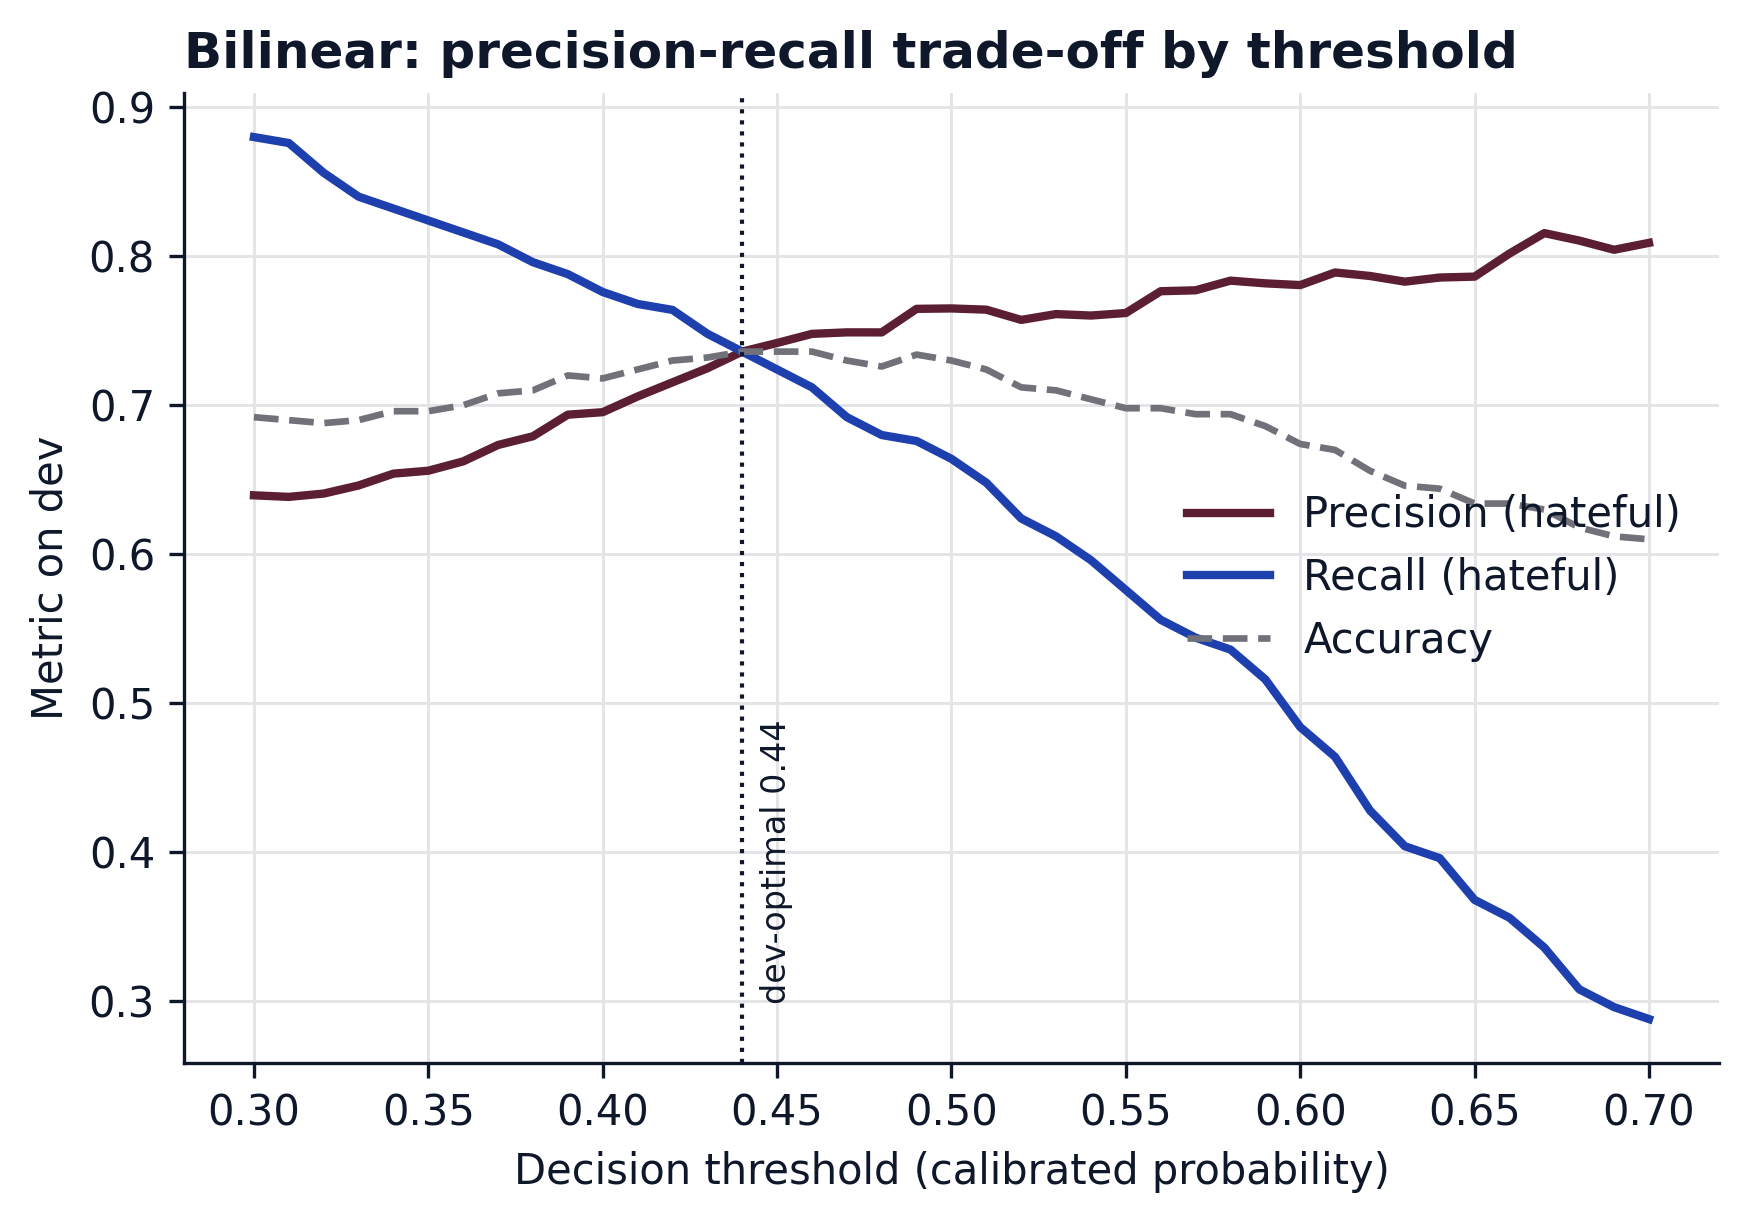 Bilinear: precision-recall trade-off by threshold
0.9
0.8
0.7
0.6
0.5
0.4
0.3
Metric on dev
Precision (hateful)
Recall (hateful)
Accuracy
dev-optimal 0.44
0.30 0.35 0.40 0.45 0.50 0.55 0.60 0.65 0.70
Decision threshold (calibrated probability)